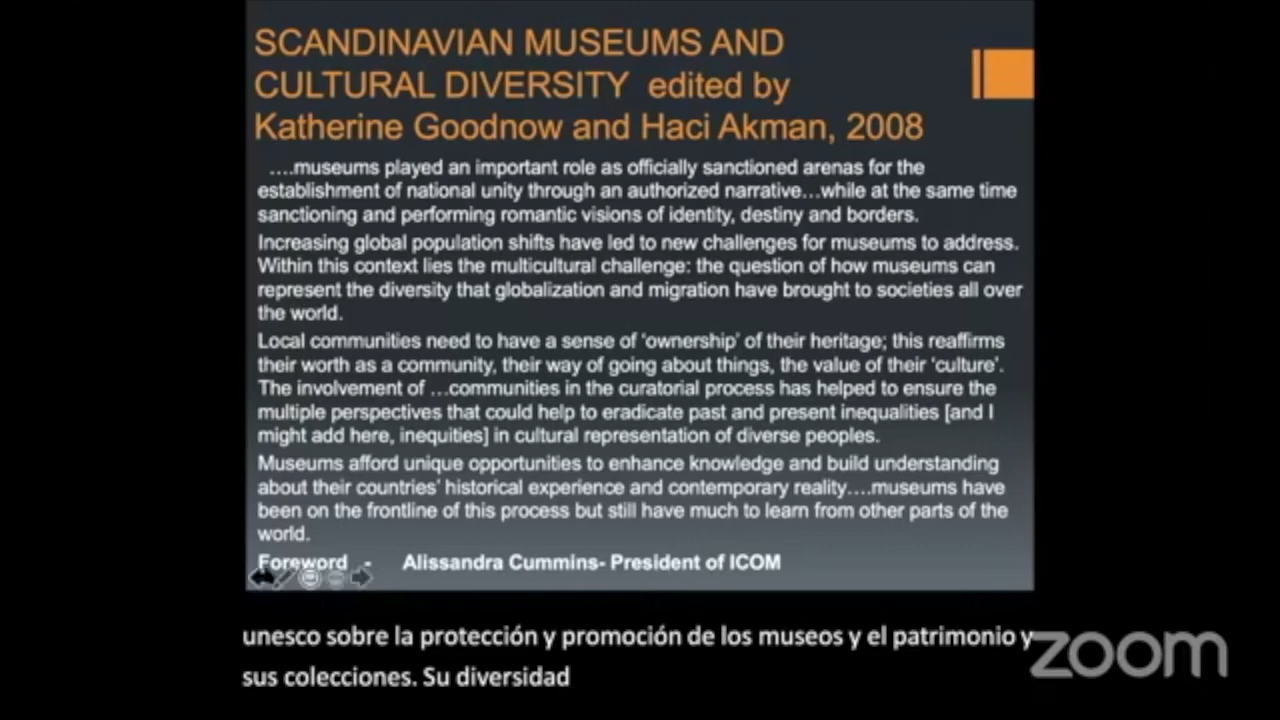 SCANDINAVIAN MUSEUMS AND
CULTURAL DIVERSITY edited by
Katherine Goodnow and Haci Akman, 2008
....museums played an important role as officially sanctioned arenas for the
establishment of national unity through an authorized narrative...while at the same time
sanctioning and performing romantic visions of identity, destiny and borders.
Increasing global population shifts have led to new challenges for museums to address.
Within this context lies the multicultural challenge: the question of how museums can
represent the diversity that globalization and migration have brought to societies all over
the world.
Local communities need to have a sense of 'ownership' of their heritage; this reaffirms
their worth as a community, their way of going about things, the value of their 'culture'.
The involvement of ...communities in the curatorial process has helped to ensure the
multiple perspectives that could help to eradicate past and present inequalities [and I
might add here, inequities] in cultural representation of diverse peoples.
Museums afford unique opportunities to enhance knowledge and build understanding
about their countries' historical experience and contemporary reality....museums have
been on the frontline of this process but still have much to learn from other parts of the
world.
Foreword - Alissandra Cummins- President of ICOM
unesco sobre la protección y promoción de los museos y el patrimonio y
sus colecciones. Su diversidad
zoom